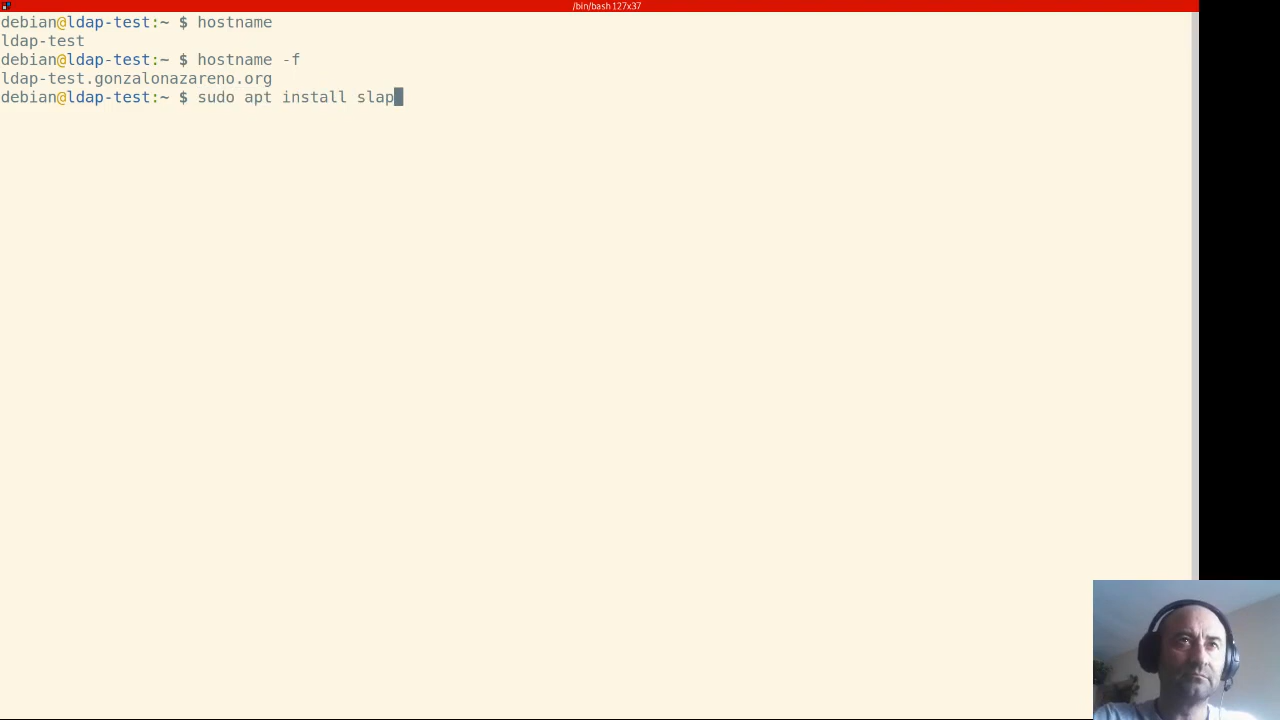 /bin/bash 127x37
debian@ldap-test:~ $ hostname
ldap-test
debian@ldap-test:~ $ hostname -f
ldap-test.gonzalonazareno.org
debian@ldap-test:~ $ sudo apt install slap